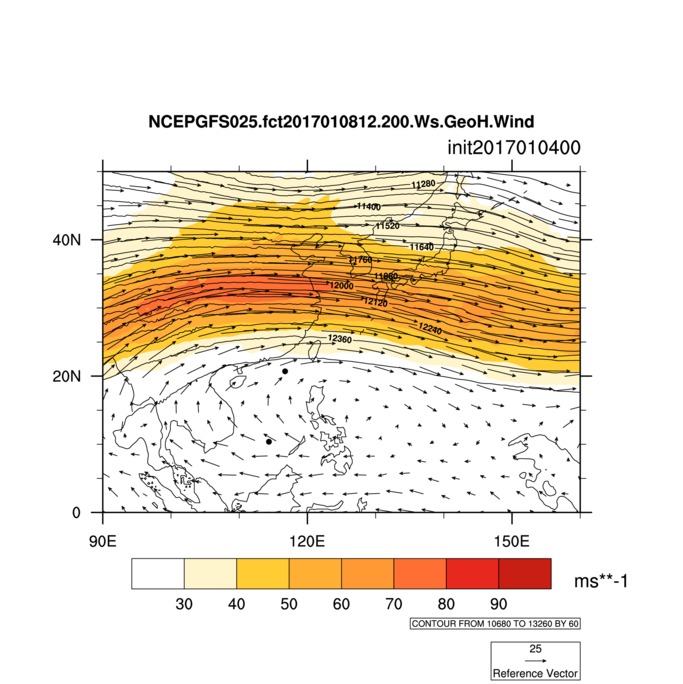 NCEPGFS025.fct2017010812.200.Ws.GeoH.Wind
init2017010400
11280
11400
11520
40N
11640
11760
11880
12000
12120
12240
12360
20N
0
90E 120E 150E
ms**-1
30 40 50 60 70 80 90
CONTOUR FROM 10680 TO 13260 BY 60
25
Reference Vector